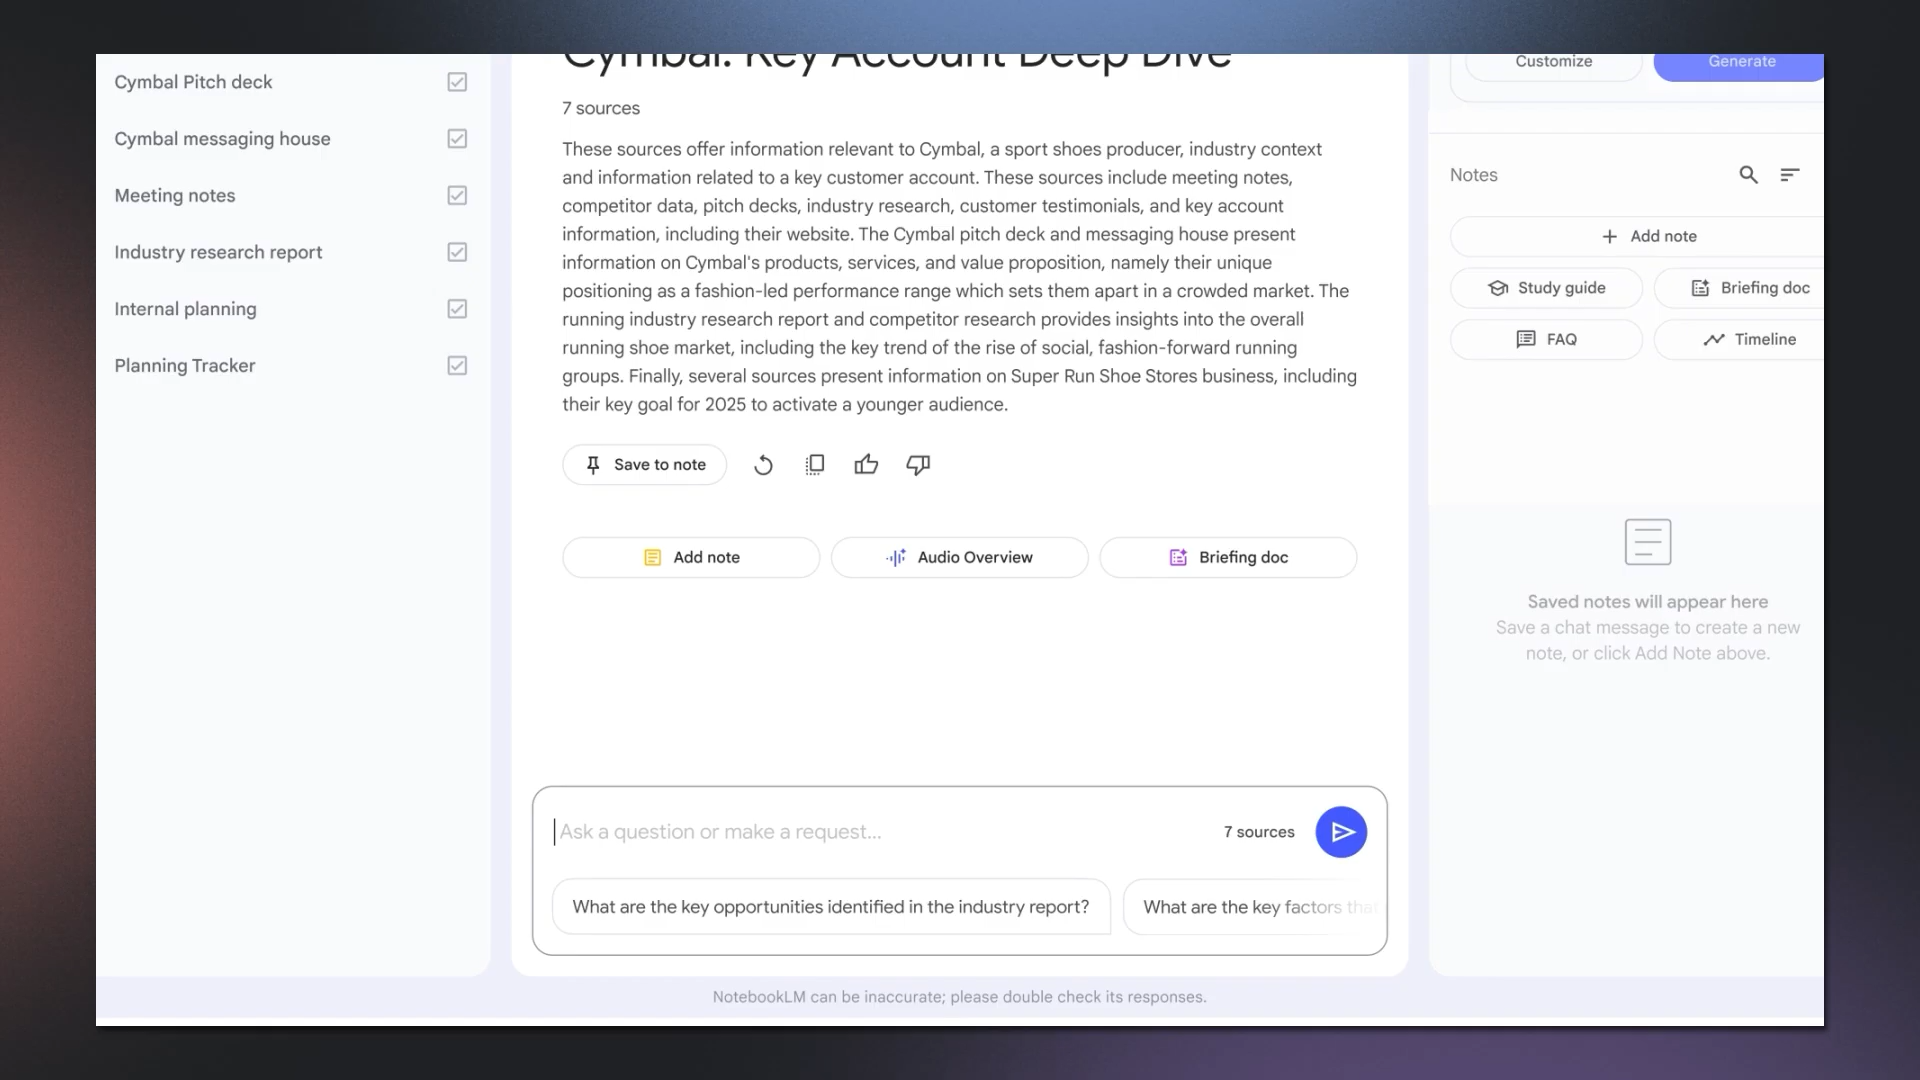 Cymbal Pitch deck
Cymbal messaging house
Meeting notes
Industry research report
Internal planning
Planning Tracker
Cymbal: Key Account Deep Dive
7 sources
These sources offer information relevant to Cymbal, a sport shoes producer, industry context
and information related to a key customer account. These sources include meeting notes,
competitor data, pitch decks, industry research, customer testimonials, and key account
information, including their website. The Cymbal pitch deck and messaging house present
information on Cymbal's products, services, and value proposition, namely their unique
positioning as a fashion-led performance range which sets them apart in a crowded market. The
running industry research report and competitor research provides insights into the overall
running shoe market, including the key trend of the rise of social, fashion-forward running
groups. Finally, several sources present information on Super Run Shoe Stores business, including
their key goal for 2025 to activate a younger audience.
Save to note
Add note
Audio Overview
Briefing doc
Ask a question or make a request...
7 sources
What are the key opportunities identified in the industry report?
What are the key factors that
NotebookLM can be inaccurate; please double check its responses.
Customize
Generate
Notes
Add note
Study guide
Briefing doc
FAQ
Timeline
Saved notes will appear here
Save a chat message to create a new
note, or click Add Note above.